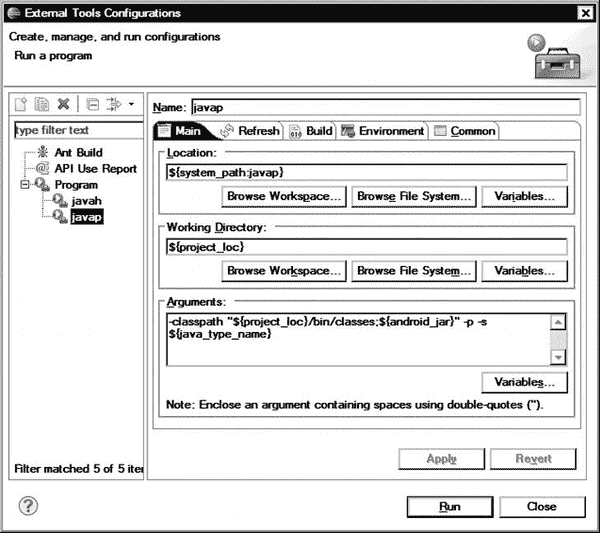 External Tools Configurations
Create, manage, and run configurations
Run a program
type filter text
Ant Build
API Use Report
Program
javah
javap
Filter matched 5 of 5 iter
Name: javap
Main Refresh Build Environment Common
Location:
${system_path:javap}
Browse Workspace... Browse File System... Variables...
Working Directory:
${project_loc}
Browse Workspace... Browse File System... Variables...
Arguments:
-classpath "${project_loc}/bin/classes;${android_jar}" -p -s
${java_type_name}
Variables...
Note: Enclose an argument containing spaces using double-quotes (").
Apply Revert
? Run Close